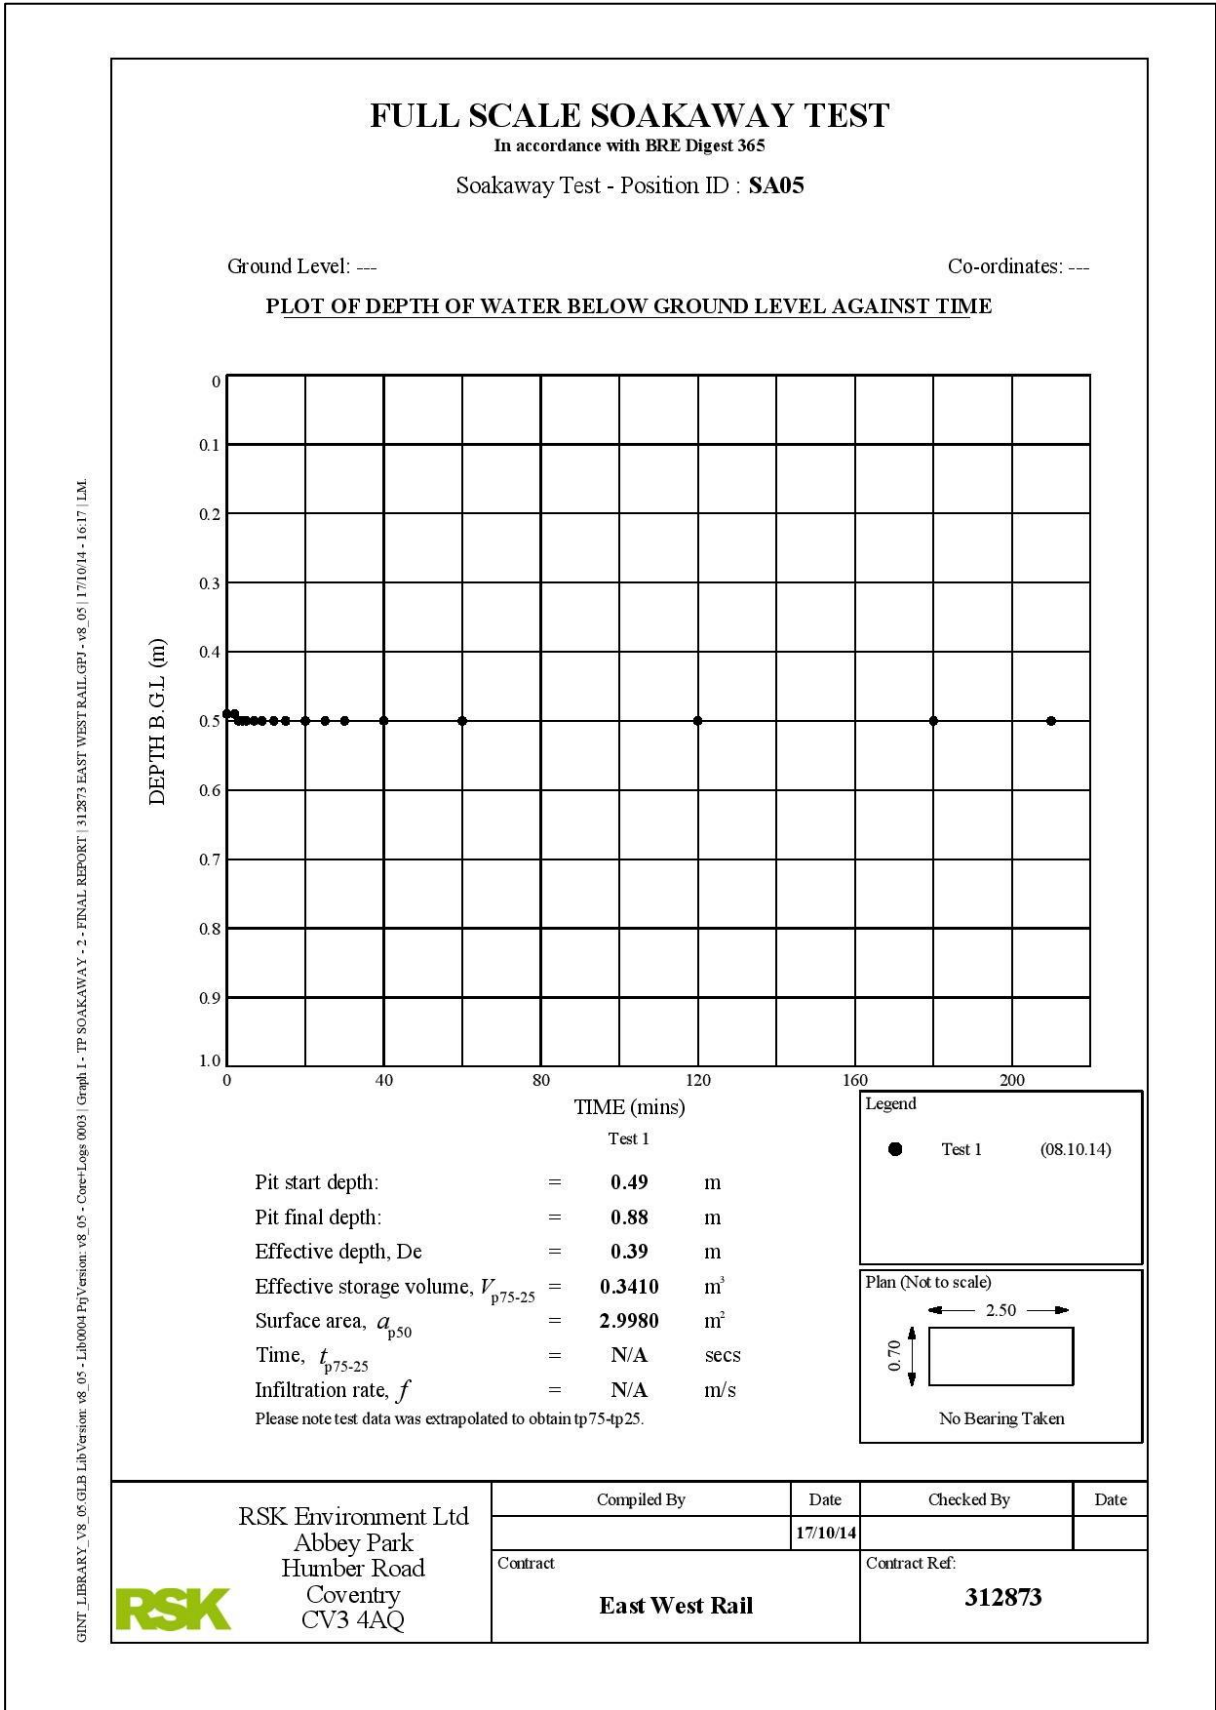 FULL SCALE SOAKAWAY TEST
In accordance with BRE Digest 365
Soakaway Test - Position ID : SA05
Ground Level: ---
Co-ordinates: ---
PLOT OF DEPTH OF WATER BELOW GROUND LEVEL AGAINST TIME
0
0.1
0.2
0.3
0.4
0.5
0.6
0.7
0.8
0.9
1.0
DEPTH B.G.L (m)
0 40 80 120 160 200
TIME (mins)
Legend
Test 1 (08.10.14)
Test 1
Pit start depth: = 0.49 m
Pit final depth: = 0.88 m
Effective depth, De = 0.39 m
Effective storage volume, Vp75-25 = 0.3410 m³
Surface area, ap50 = 2.9980 m²
Time, tp75-25 = N/A secs
Infiltration rate, f = N/A m/s
Please note test data was extrapolated to obtain tp75-tp25.
Plan (Not to scale)
2.50
0.70
No Bearing Taken
RSK Environment Ltd
Abbey Park
Humber Road
Coventry
CV3 4AQ
RSK
Compiled By Date Checked By Date
17/10/14
Contract
East West Rail
Contract Ref:
312873
GINT_LIBRARY_V8_05.GLB LibVersion: v8_05 - Lib0004 PrjVersion: v8_05 - Core+Logs 0003 | Graph I - TP SOAKAWAY - 2 - FINAL REPORT | 312873 EAST WEST RAIL.GPJ - v8_05 | 17/10/14 - 16:17 | LM.